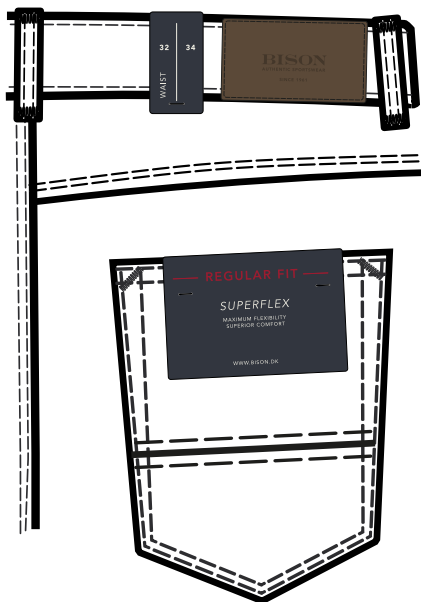 32 34
WAIST
BISON
REGULAR FIT
SUPERFLEX
MAXIMUM FLEXIBILITY
SUPERIOR COMFORT
WWW.BISON.DK